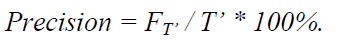 Precision = F_T’ / T’ * 100%.